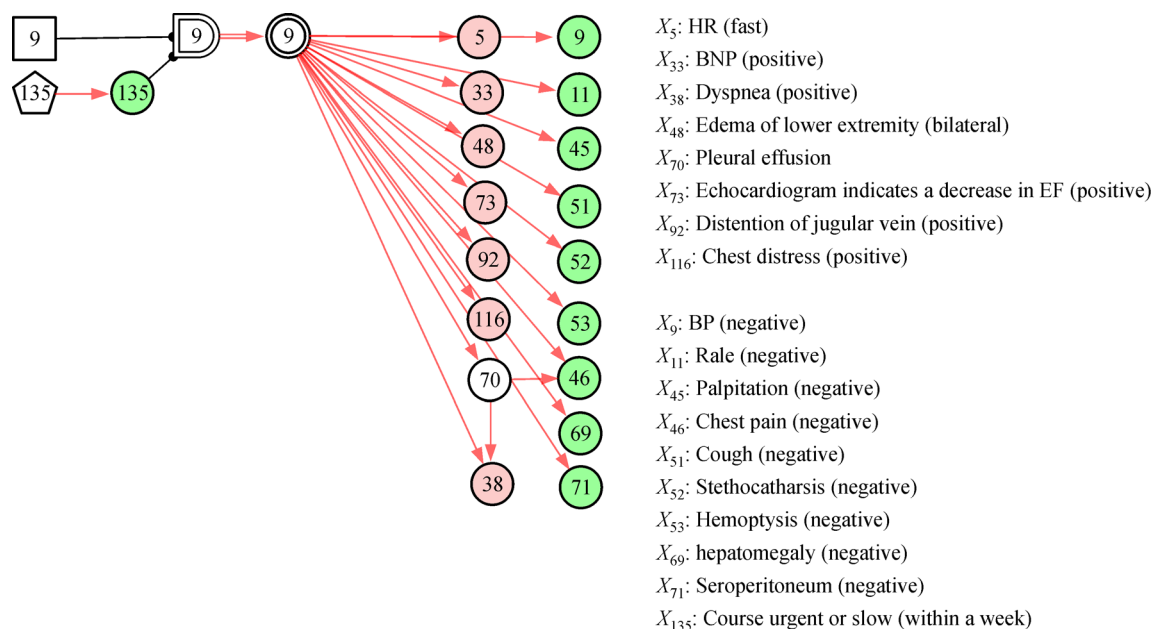 9
9
9
5
9
135
135
33
11
48
45
73
51
92
52
116
53
70
46
69
38
71
X5: HR (fast)
X33: BNP (positive)
X38: Dyspnea (positive)
X48: Edema of lower extremity (bilateral)
X70: Pleural effusion
X73: Echocardiogram indicates a decrease in EF (positive)
X92: Distention of jugular vein (positive)
X116: Chest distress (positive)
X9: BP (negative)
X11: Rale (negative)
X45: Palpitation (negative)
X46: Chest pain (negative)
X51: Cough (negative)
X52: Stethocatharsis (negative)
X53: Hemoptysis (negative)
X69: hepatomegaly (negative)
X71: Seroperitoneum (negative)
X135: Course urgent or slow (within a week)